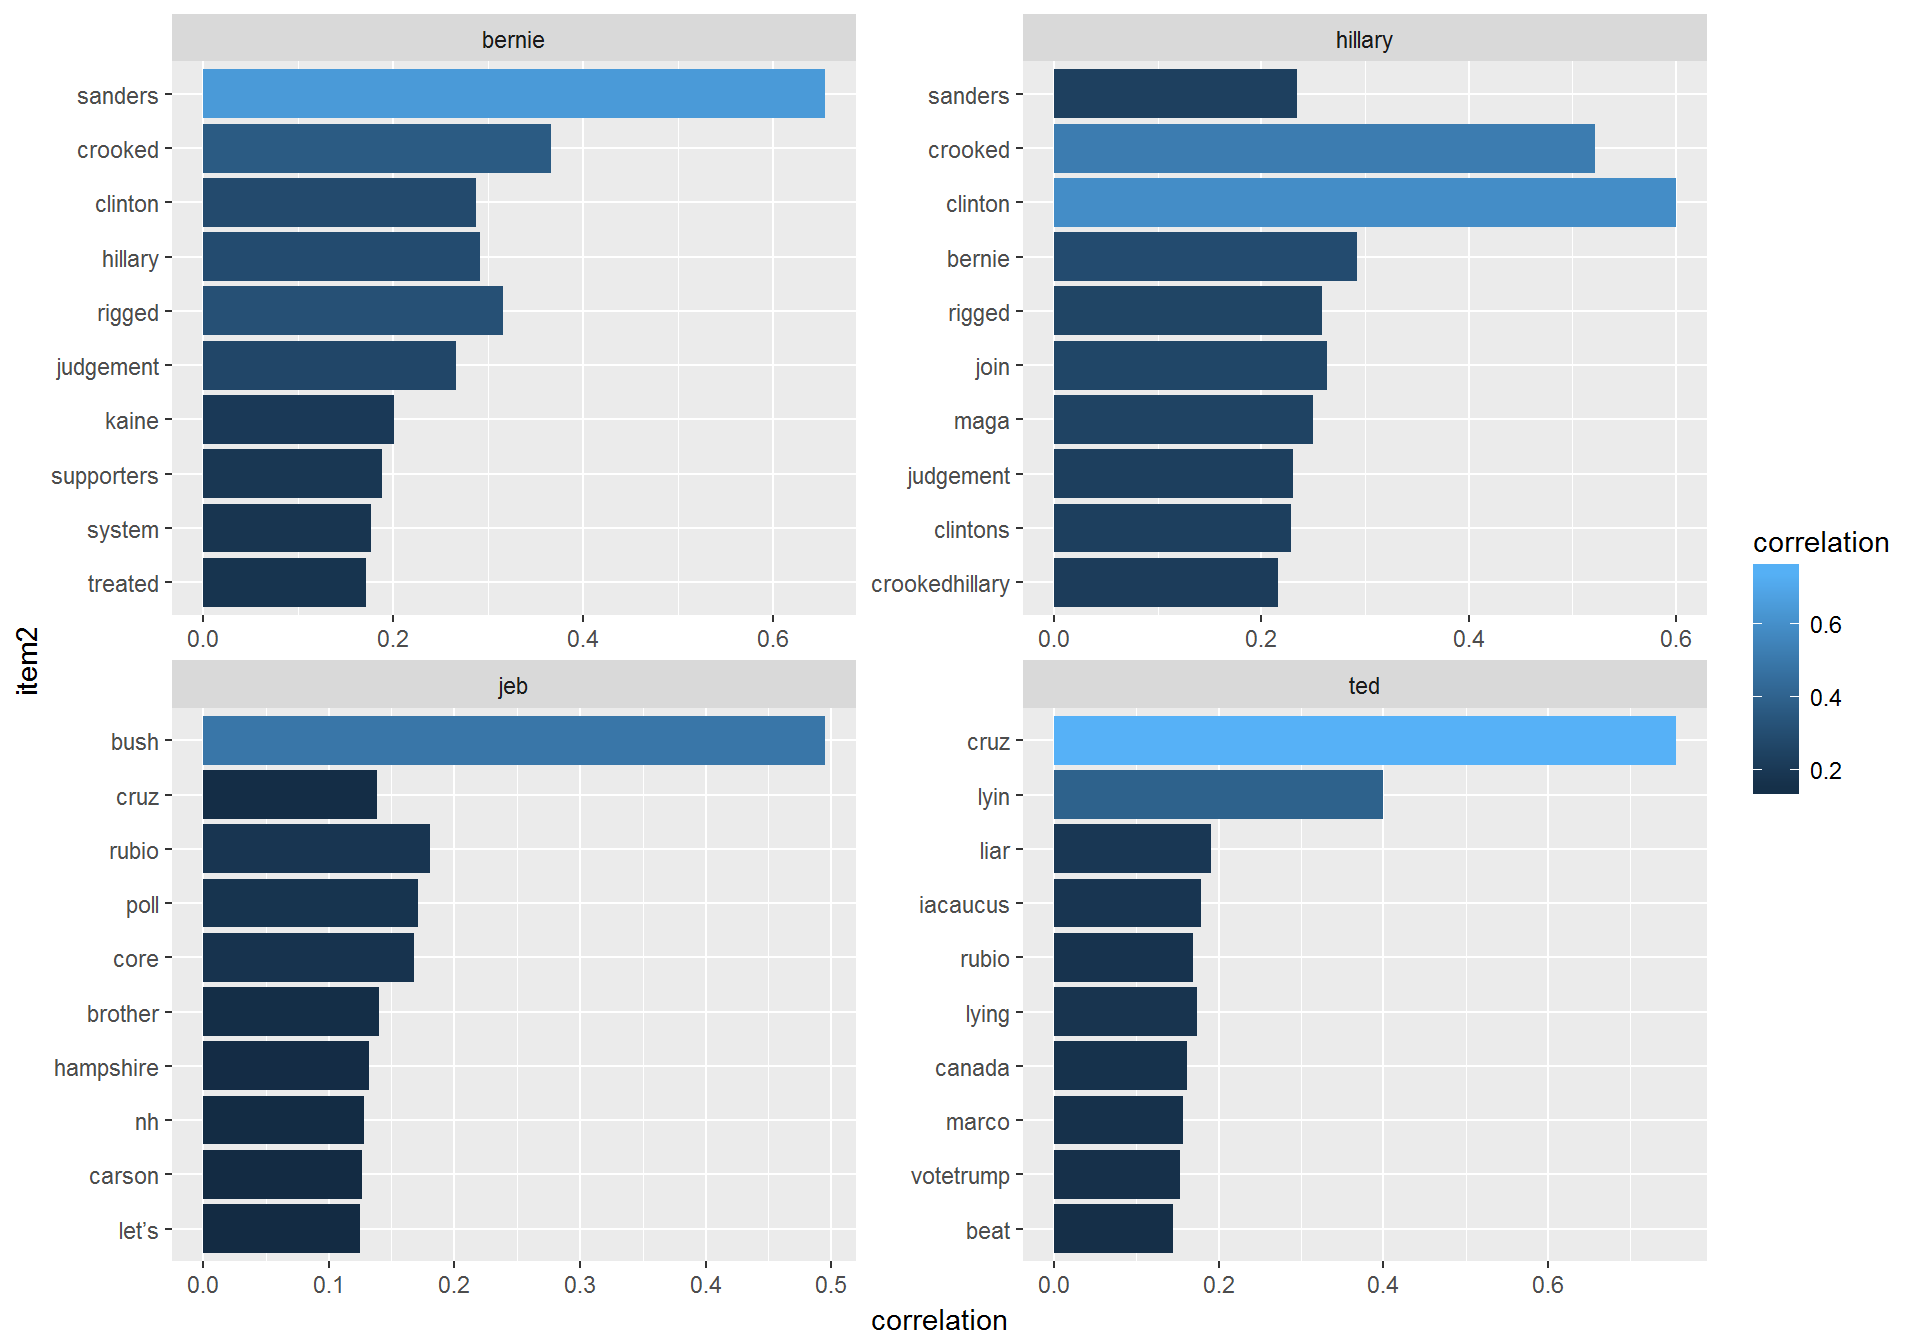 bernie
sanders
crooked
clinton
hillary
rigged
judgement
kaine
supporters
system
treated
0.0 0.2 0.4 0.6
hillary
sanders
crooked
clinton
bernie
rigged
join
maga
judgement
clintons
crookedhillary
0.0 0.2 0.4 0.6
jeb
bush
cruz
rubio
poll
core
brother
hampshire
nh
carson
let’s
0.0 0.1 0.2 0.3 0.4 0.5
ted
cruz
lyin
liar
iacaucus
rubio
lying
canada
marco
votetrump
beat
0.0 0.2 0.4 0.6
item2
correlation
correlation
0.6
0.4
0.2